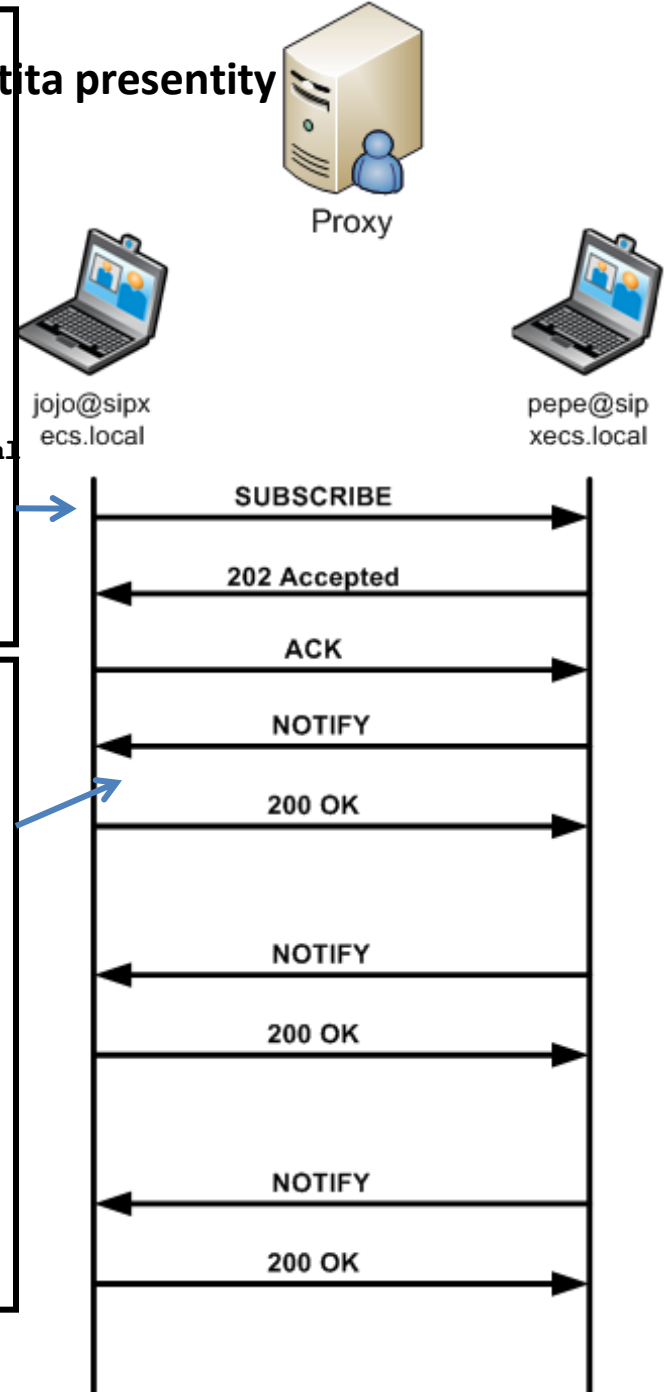 presentity
Proxy
jojo@sipx
ecs.local
pepe@sip
xecs.local
SUBSCRIBE
202 Accepted
ACK
NOTIFY
200 OK
NOTIFY
200 OK
NOTIFY
200 OK